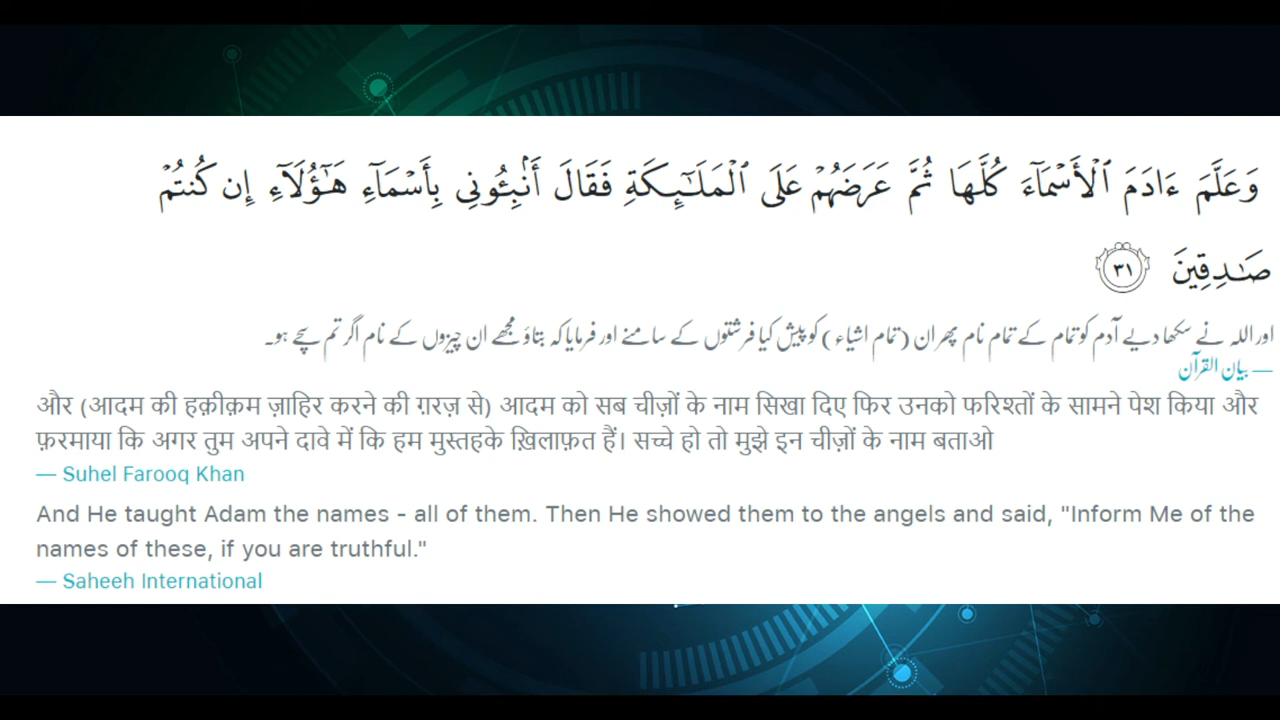 وَعَلَّمَ ءَادَمَ ٱلْأَسْمَآءَ كُلَّهَا ثُمَّ عَرَضَهُمْ عَلَى ٱلْمَلَـٰٓئِكَةِ فَقَالَ أَنۢبِـُٔونِى بِأَسْمَآءِ هَـٰٓؤُلَآءِ إِن كُنتُمْ
صَـٰدِقِينَ ٣١
اور اللہ نے سکھا دیے آدم کو تمام کے تمام نام پھر ان (تمام اشیاء) کو پیش کیا فرشتوں کے سامنے اور فرمایا کہ بتاؤ مجھے ان چیزوں کے نام اگر تم سچے ہو۔
— بیان القرآن
और (आदम की हक़ीक़म ज़ाहिर करने की ग़रज़ से) आदम को सब चीज़ों के नाम सिखा दिए फिर उनको फरिश्तों के सामने पेश किया और
फ़रमाया कि अगर तुम अपने दावे में कि हम मुस्तहके ख़िलाफ़त हैं। सच्चे हो तो मुझे इन चीज़ों के नाम बताओ
— Suhel Farooq Khan
And He taught Adam the names - all of them. Then He showed them to the angels and said, "Inform Me of the
names of these, if you are truthful."
— Saheeh International